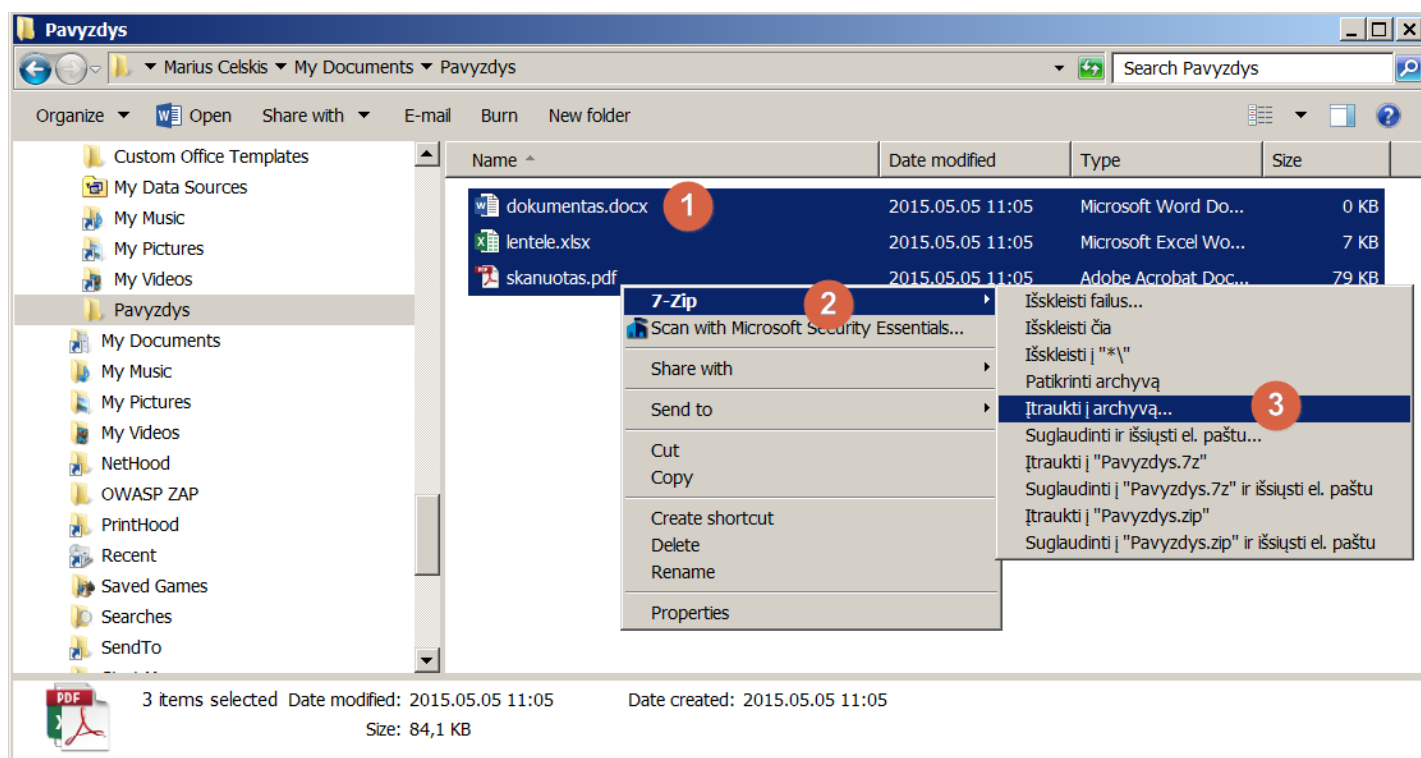 Pavyzdys
Marius Celskis My Documents Pavyzdys
Search Pavyzdys
Organize Open Share with E-mail Burn New folder
Custom Office Templates
My Data Sources
My Music
My Pictures
My Videos
Pavyzdys
My Documents
My Music
My Pictures
My Videos
NetHood
OWASP ZAP
PrintHood
Recent
Saved Games
Searches
SendTo
Name Date modified Type Size
dokumentas.docx 1 2015.05.05 11:05 Microsoft Word Do... 0 KB
lentele.xlsx 2015.05.05 11:05 Microsoft Excel Wo... 7 KB
skanuotas.pdf 2015.05.05 11:05 Adobe Acrobat Doc... 79 KB
7-Zip 2
Scan with Microsoft Security Essentials...
Share with
Send to
Cut
Copy
Create shortcut
Delete
Rename
Properties
Išskleisti failus...
Išskleisti čia
Išskleisti į "*\"
Patikrinti archyvą
Įtraukti į archyvą... 3
Suglaudinti ir išsiųsti el. paštu...
Įtraukti į "Pavyzdys.7z"
Suglaudinti į "Pavyzdys.7z" ir išsiųsti el. paštu
Įtraukti į "Pavyzdys.zip"
Suglaudinti į "Pavyzdys.zip" ir išsiųsti el. paštu
PDF
3 items selected Date modified: 2015.05.05 11:05 Date created: 2015.05.05 11:05
Size: 84,1 KB